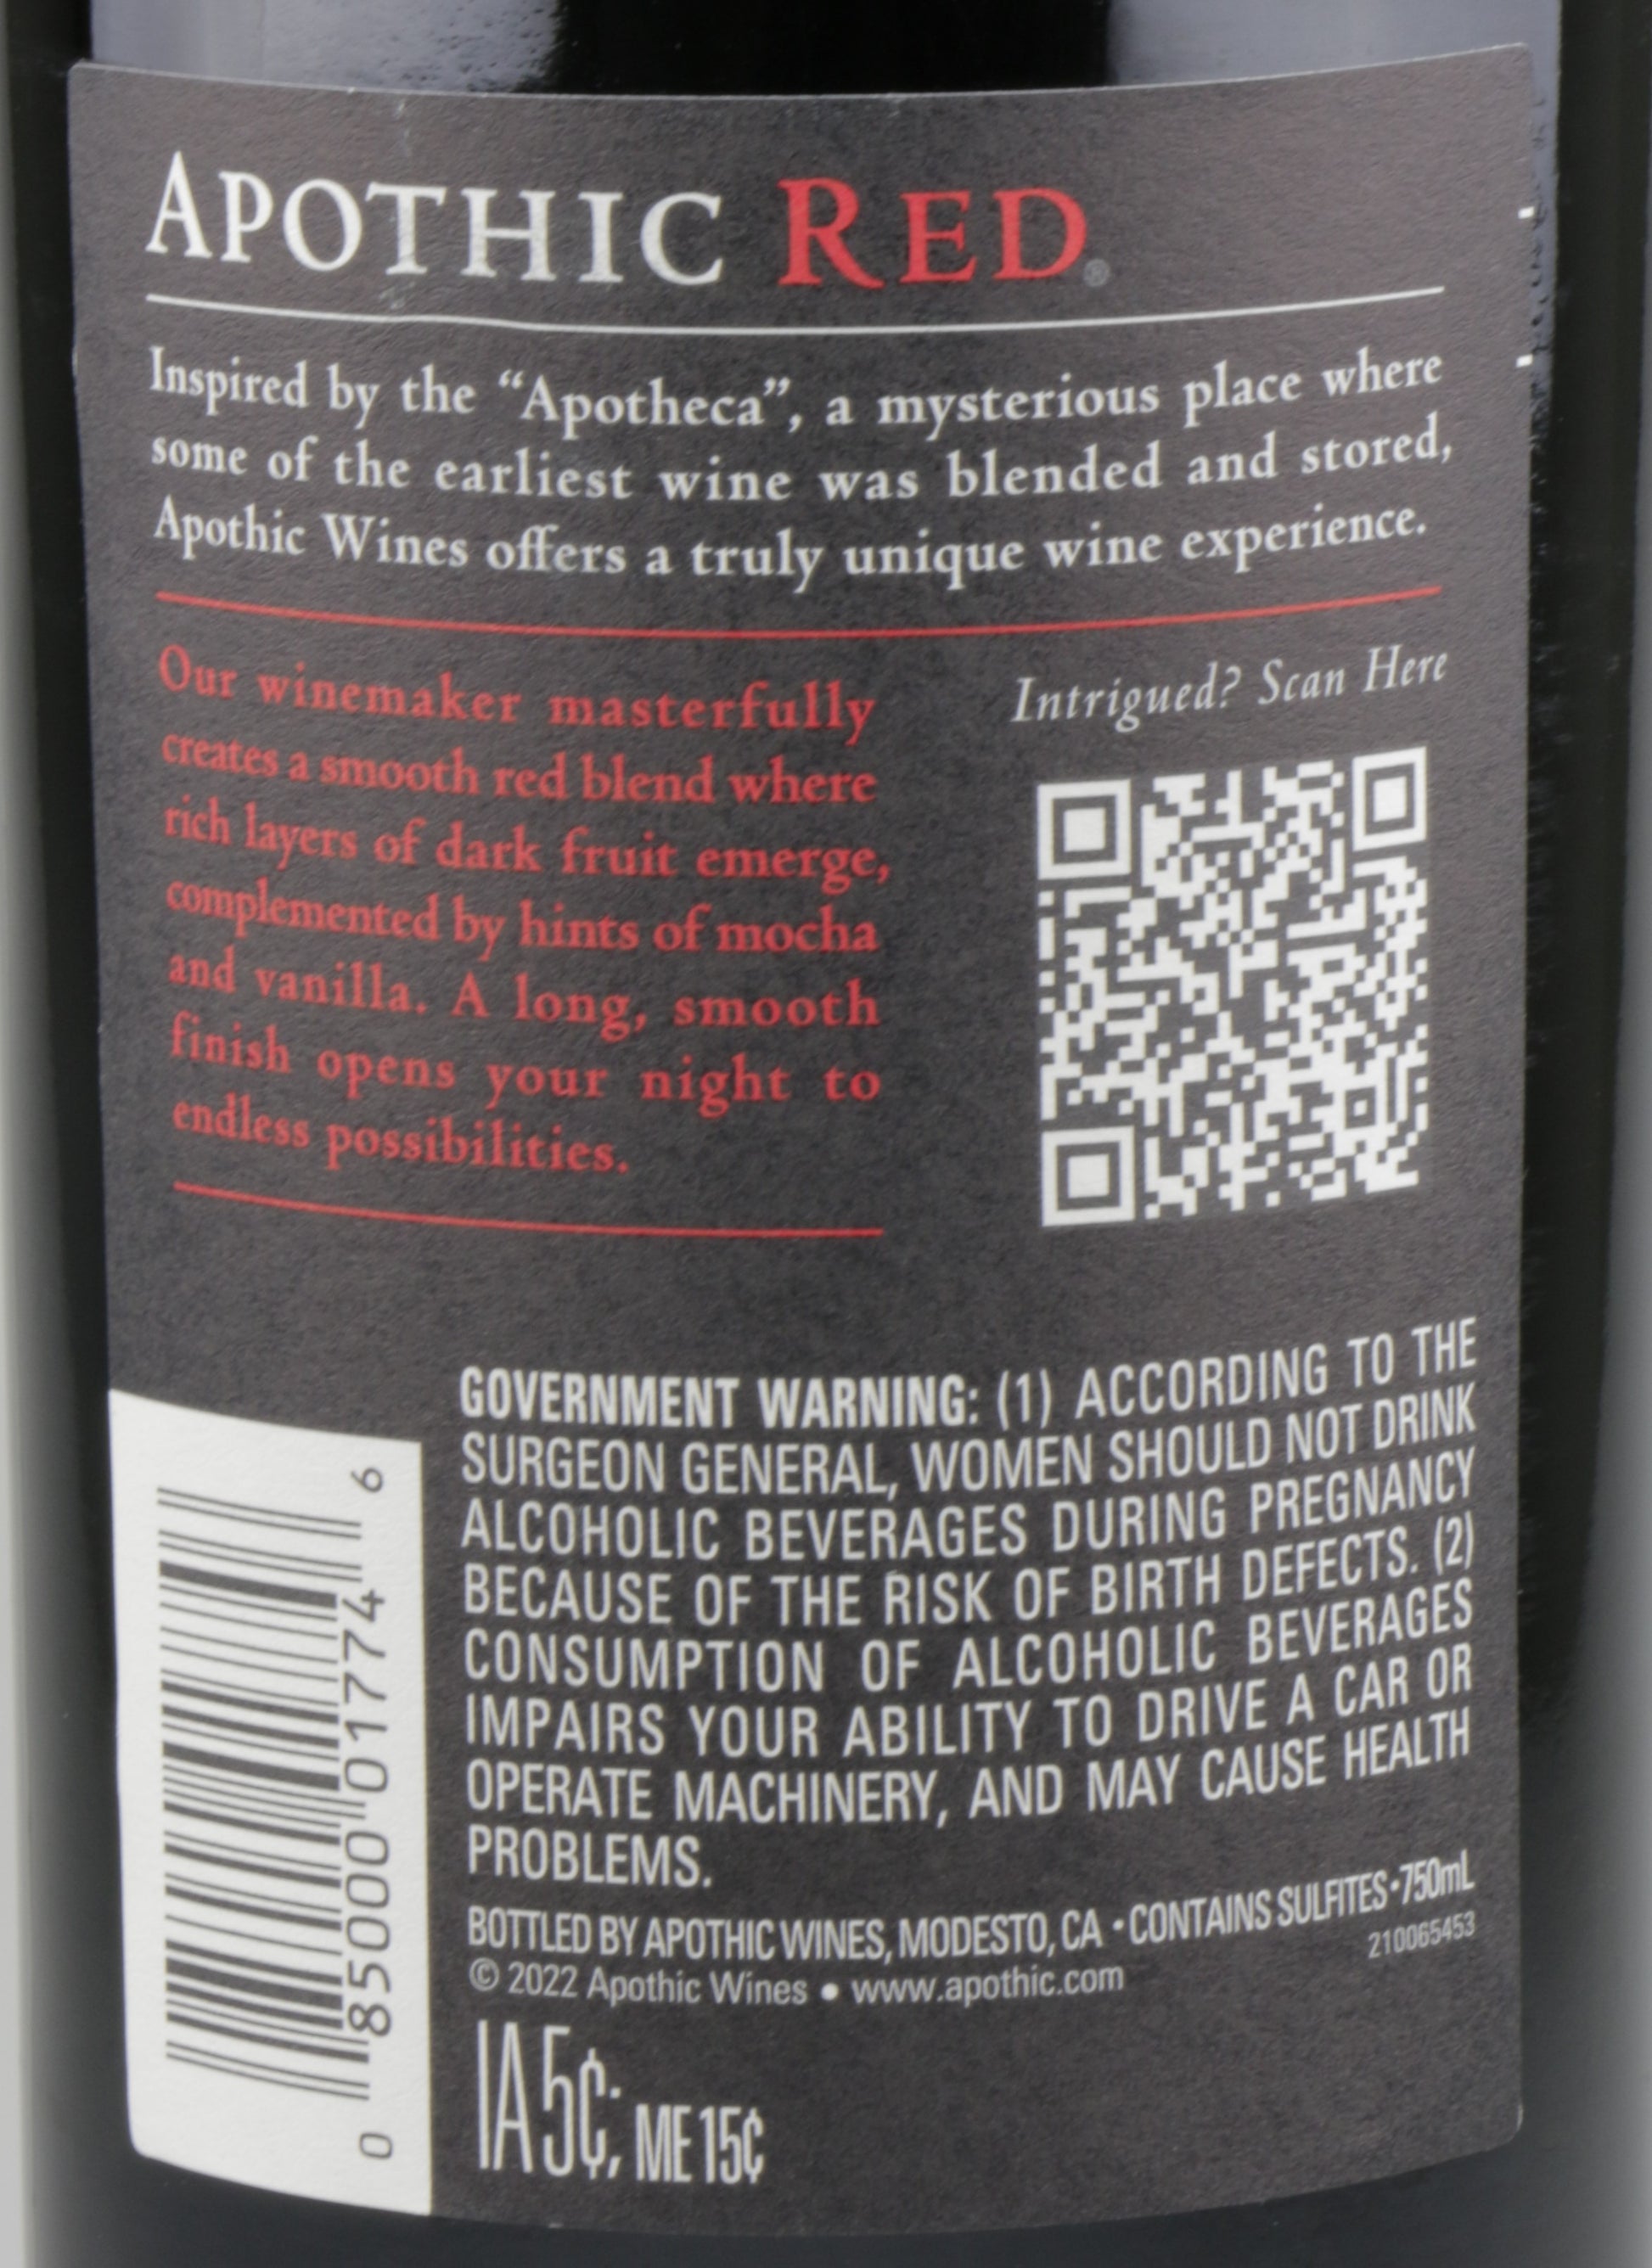 APOTHIC RED®
Inspired by the “Apotheca”, a mysterious place where
some of the earliest wine was blended and stored,
Apothic Wines offers a truly unique wine experience.
Our winemaker masterfully
creates a smooth red blend where
rich layers of dark fruit emerge,
complemented by hints of mocha
and vanilla. A long, smooth
finish opens your night to
endless possibilities.
Intrigued? Scan Here
GOVERNMENT WARNING: (1) ACCORDING TO THE
SURGEON GENERAL, WOMEN SHOULD NOT DRINK
ALCOHOLIC BEVERAGES DURING PREGNANCY
BECAUSE OF THE RISK OF BIRTH DEFECTS. (2)
CONSUMPTION OF ALCOHOLIC BEVERAGES
IMPAIRS YOUR ABILITY TO DRIVE A CAR OR
OPERATE MACHINERY, AND MAY CAUSE HEALTH
PROBLEMS.
BOTTLED BY APOTHIC WINES, MODESTO, CA • CONTAINS SULFITES • 750mL
210065453
© 2022 Apothic Wines • www.apothic.com
IA 5¢; ME 15¢
0 85000 01774 6